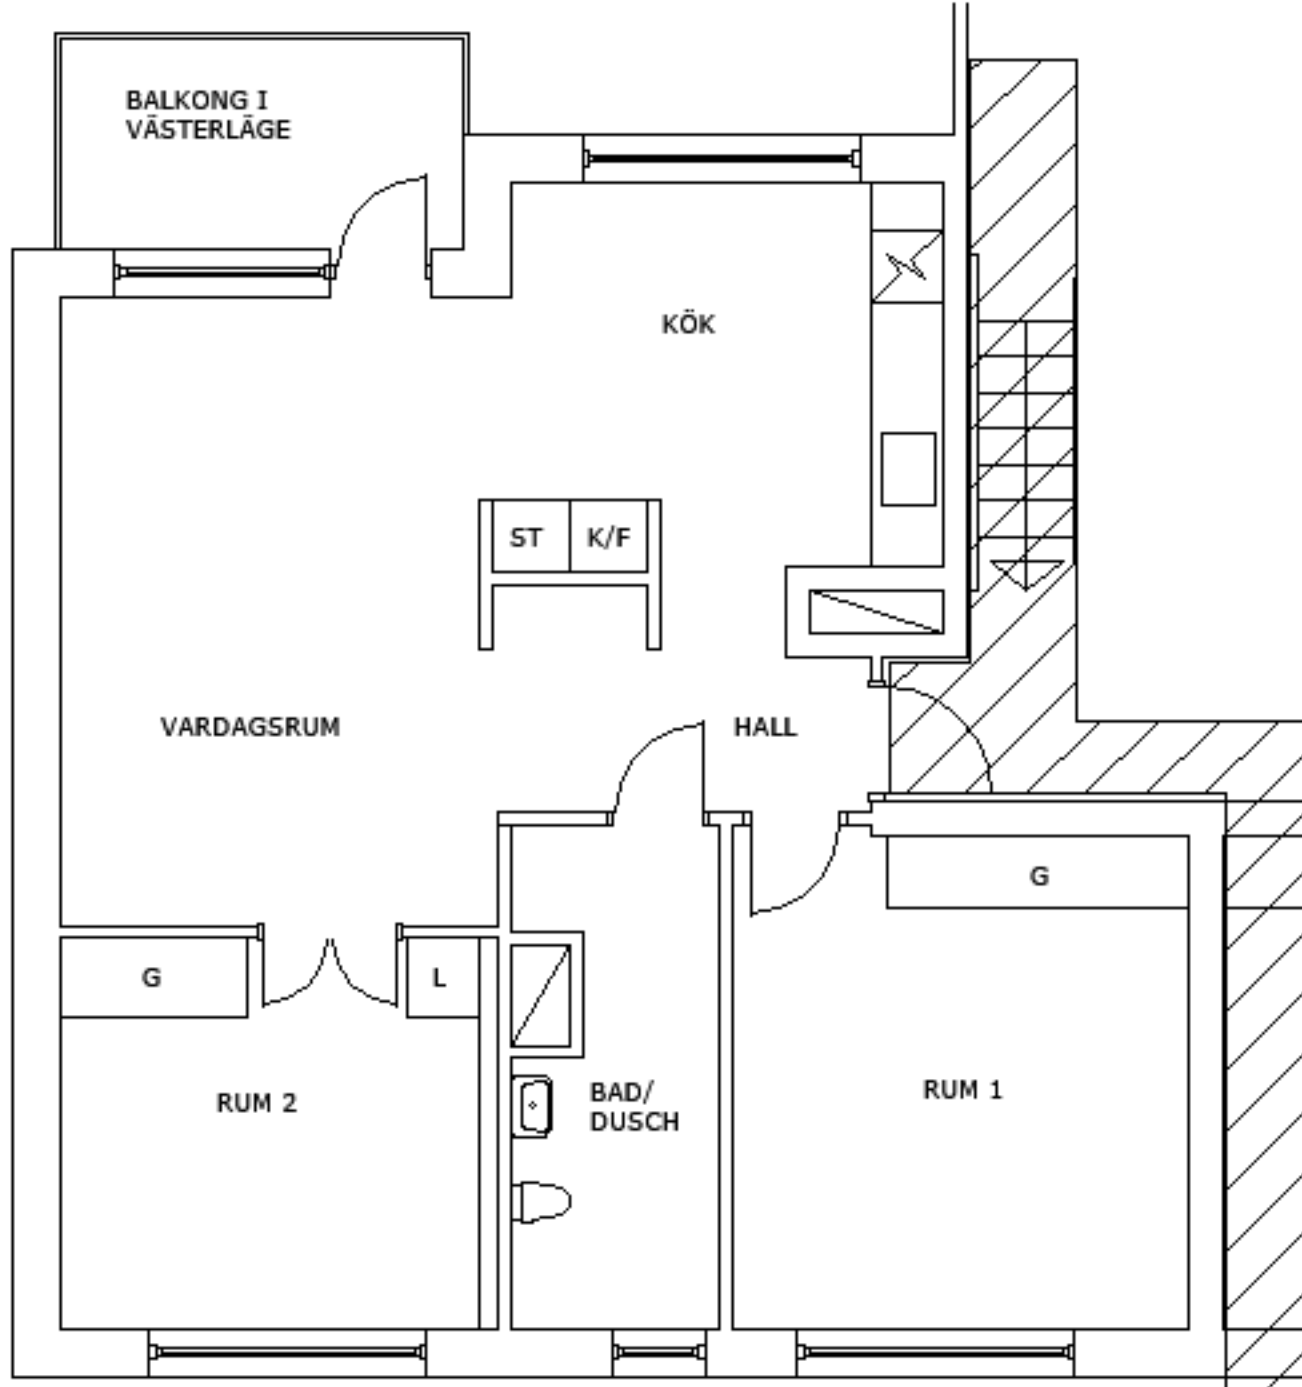 BALKONG I
VÄSTERLÄGE
KÖK
ST K/F
VARDAGSRUM
HALL
G
G
L
RUM 2
BAD/
DUSCH
RUM 1